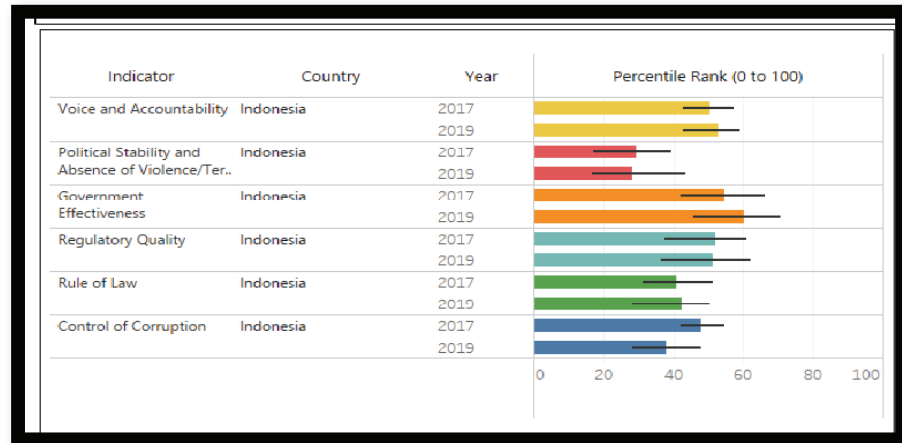 Indicator Country Year Percentile Rank (0 to 100)
Voice and Accountability Indonesia 2017
2019
Political Stability and Indonesia 2017
Absence of Violence/Ter..
2019
Government Indonesia 2017
Effectiveness 2019
Regulatory Quality Indonesia 2017
2019
Rule of Law Indonesia 2017
2019
Control of Corruption Indonesia 2017
2019
0 20 40 60 80 100